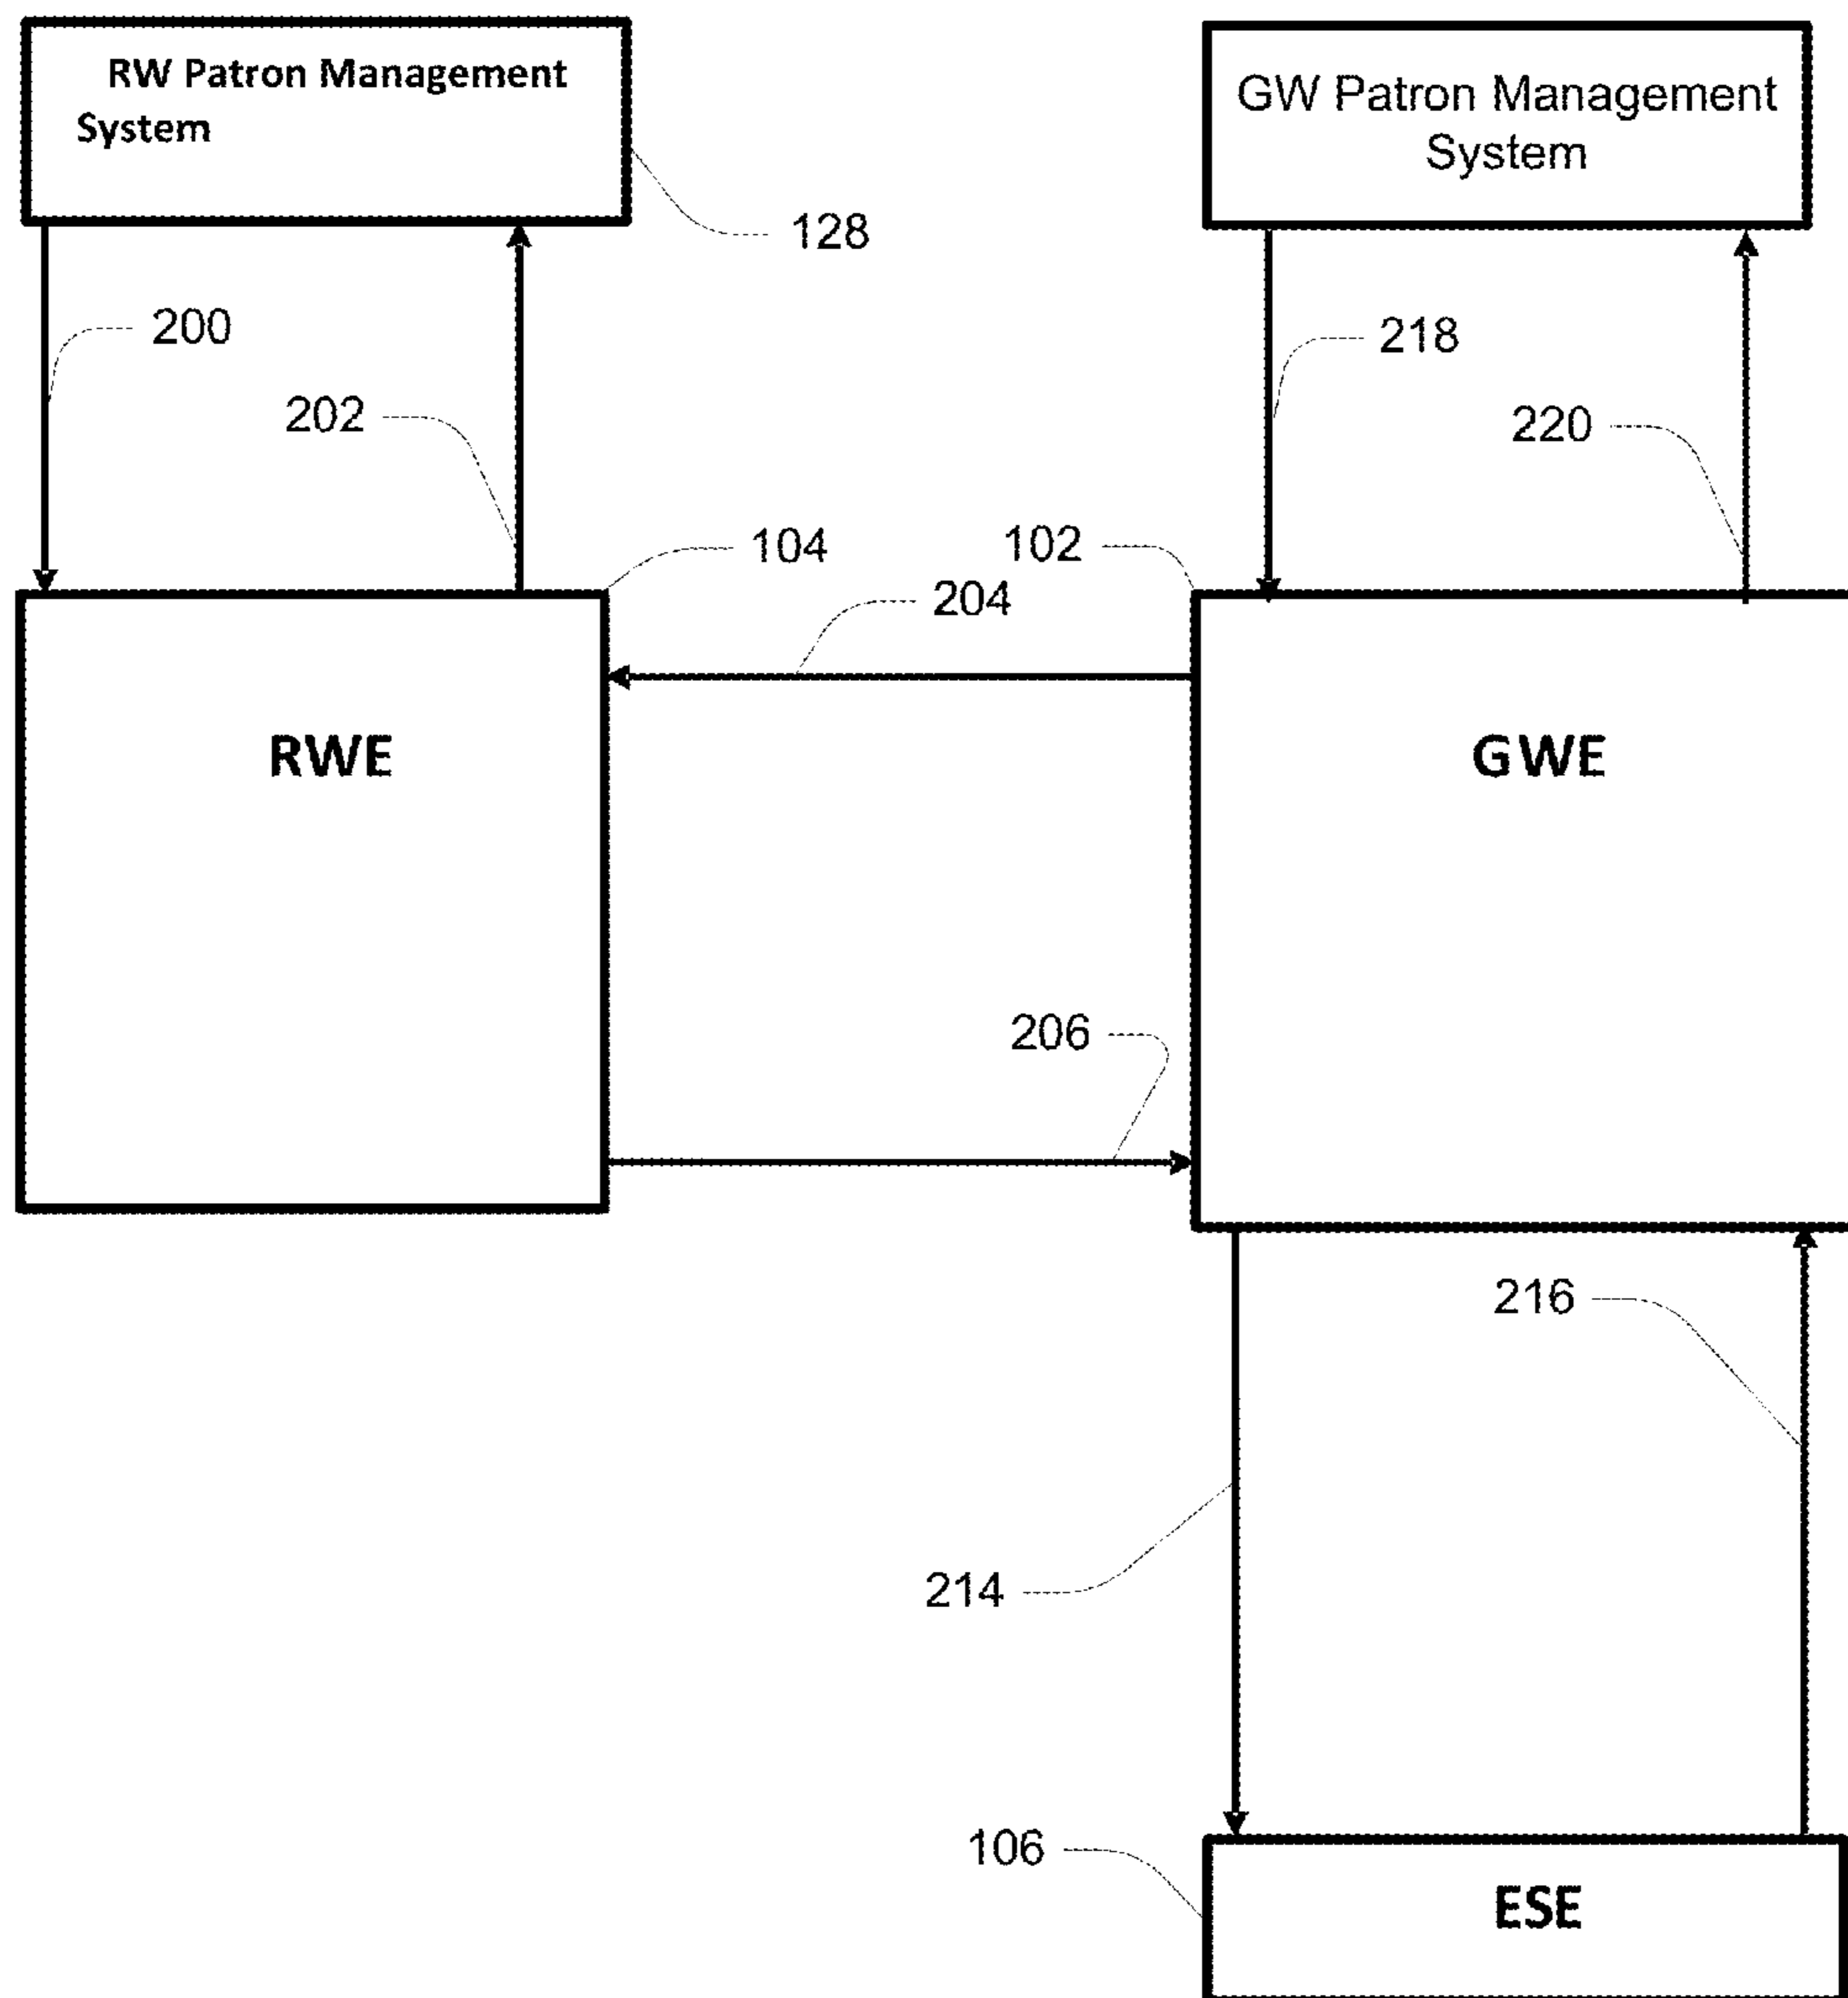 RW Patron Management
System
GW Patron Management
System
128
200
218
202
220
104
102
204
RWE
GWE
206
216
214
106
ESE